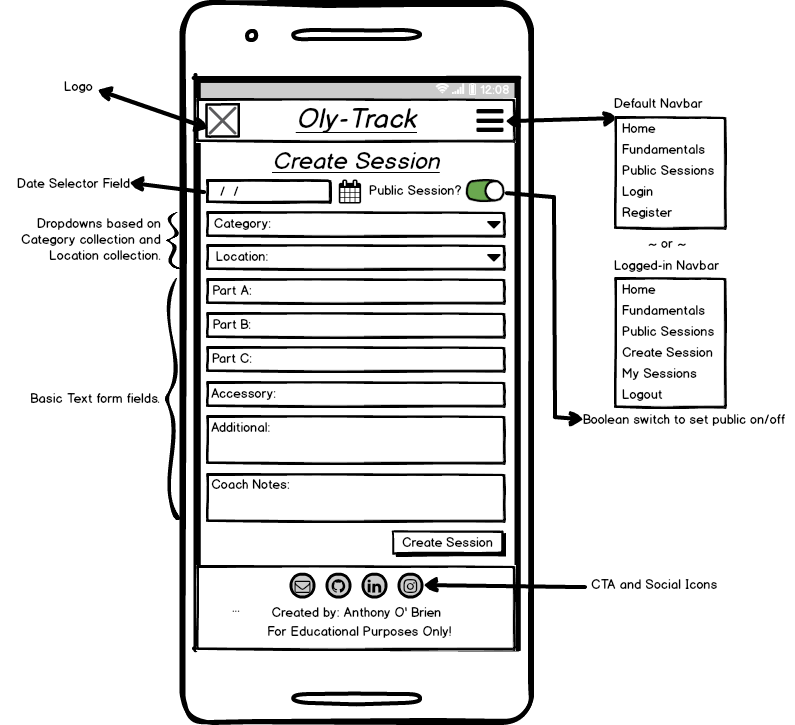 12:08
Logo
Oly-Track
Default Navbar
Home
Fundamentals
Public Sessions
Login
Register
~ or ~
Logged-in Navbar
Home
Fundamentals
Public Sessions
Create Session
My Sessions
Logout
Create Session
Date Selector Field
/ /
Public Session?
Boolean switch to set public on/off
Dropdowns based on
Category collection and
Location collection.
Category:
Location:
Basic Text form fields.
Part A:
Part B:
Part C:
Accessory:
Additional:
Coach Notes:
Create Session
in
CTA and Social Icons
...
Created by: Anthony O' Brien
For Educational Purposes Only!